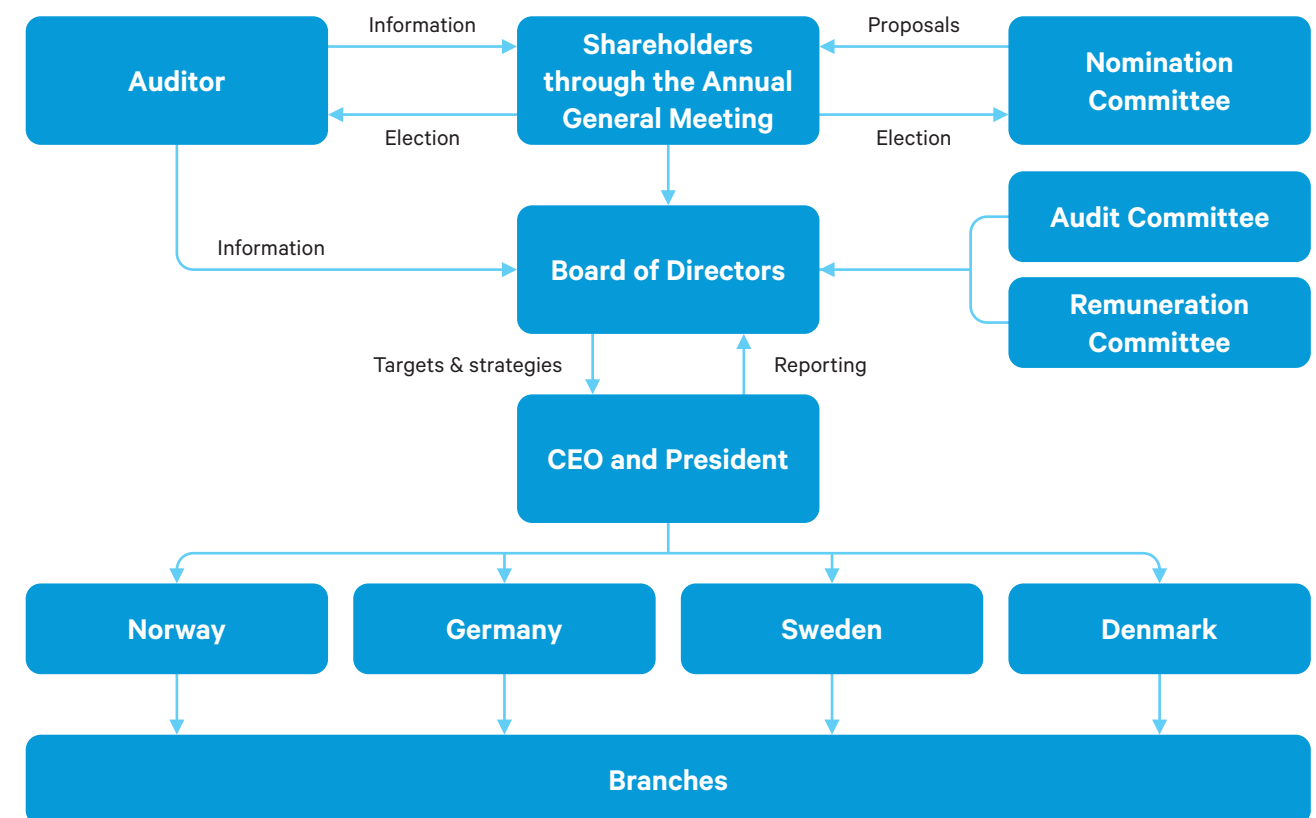 Information
Proposals
Auditor
Shareholders
through the Annual
General Meeting
Nomination
Committee
Election
Election
Audit Committee
Information
Board of Directors
Remuneration
Committee
Targets & strategies
Reporting
CEO and President
Norway
Germany
Sweden
Denmark
Branches